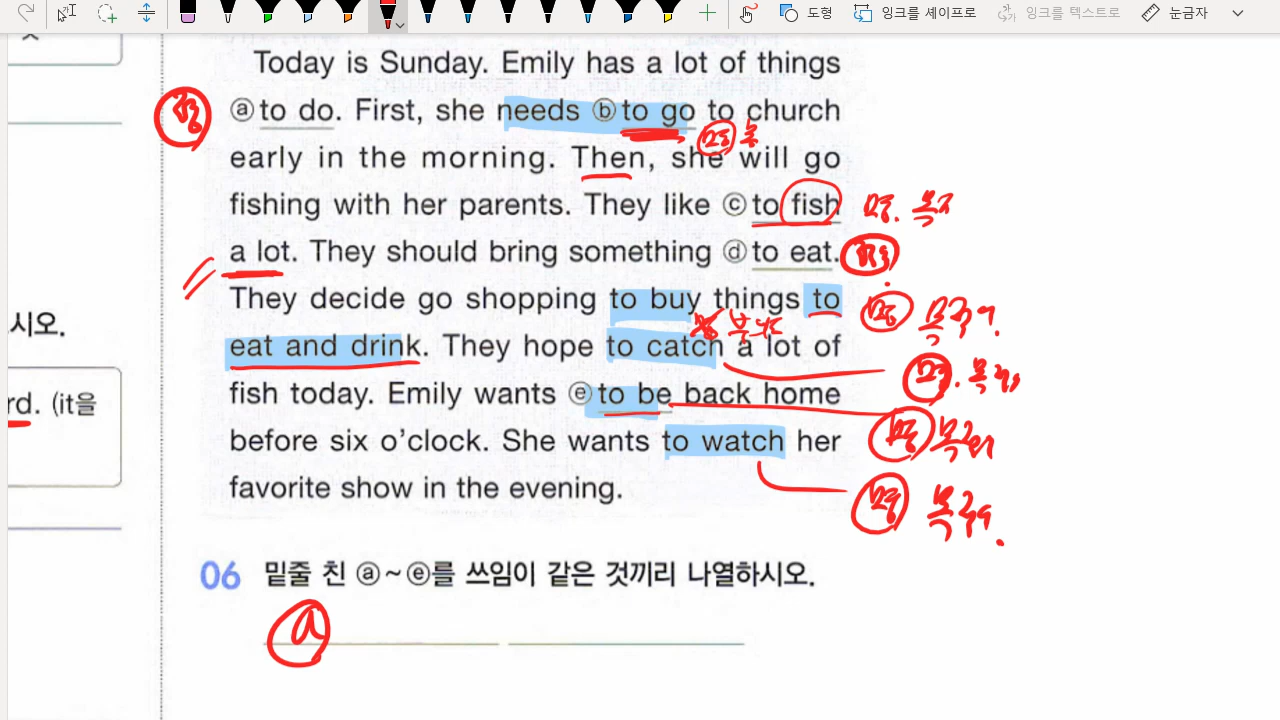 도형 잉크를 셰이프로 잉크를 텍스트로 눈금자
Today is Sunday. Emily has a lot of things
ⓐ to do. First, she needs ⓑ to go to church
early in the morning. Then, she will go
fishing with her parents. They like ⓒ to fish
a lot. They should bring something ⓓ to eat.
They decide go shopping to buy things to
eat and drink. They hope to catch a lot of
fish today. Emily wants ⓔ to be back home
before six o'clock. She wants to watch her
favorite show in the evening.
시오.
rd. (it을
06 밑줄 친 ⓐ~ⓔ를 쓰임이 같은 것끼리 나열하시오.
a